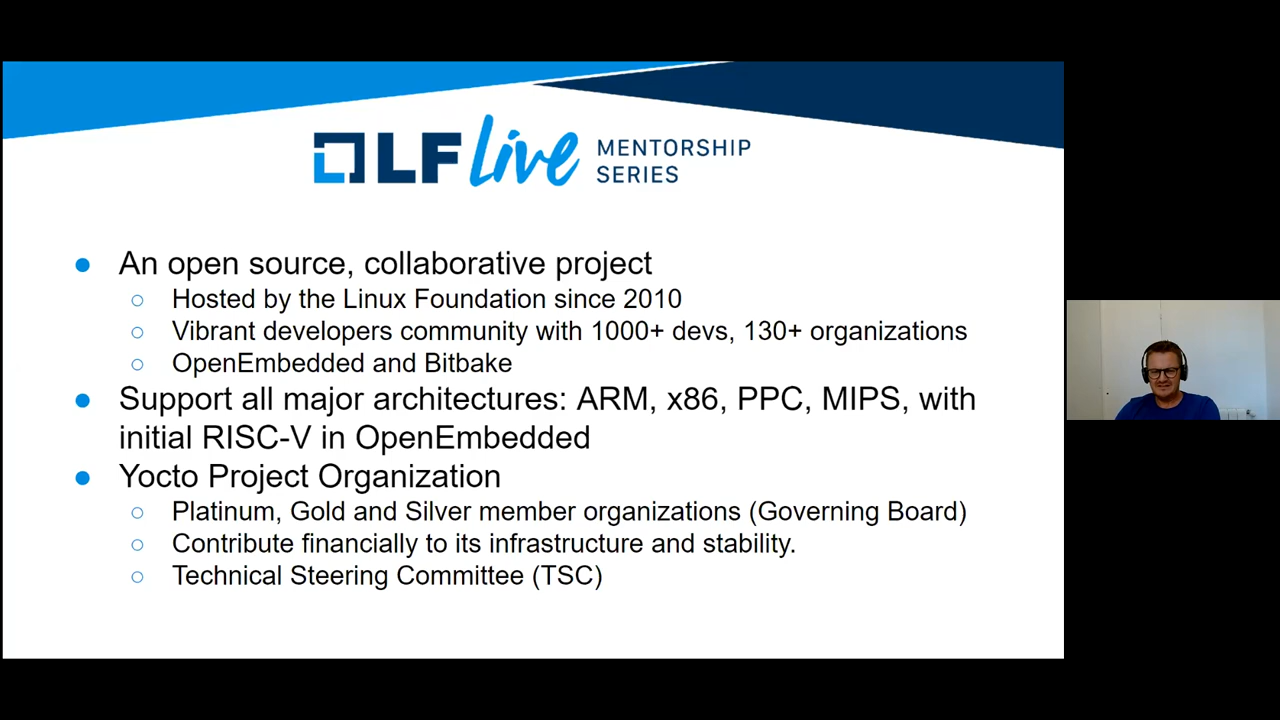 LF Live MENTORSHIP
SERIES
An open source, collaborative project
Hosted by the Linux Foundation since 2010
Vibrant developers community with 1000+ devs, 130+ organizations
OpenEmbedded and Bitbake
Support all major architectures: ARM, x86, PPC, MIPS, with
initial RISC-V in OpenEmbedded
Yocto Project Organization
Platinum, Gold and Silver member organizations (Governing Board)
Contribute financially to its infrastructure and stability.
Technical Steering Committee (TSC)